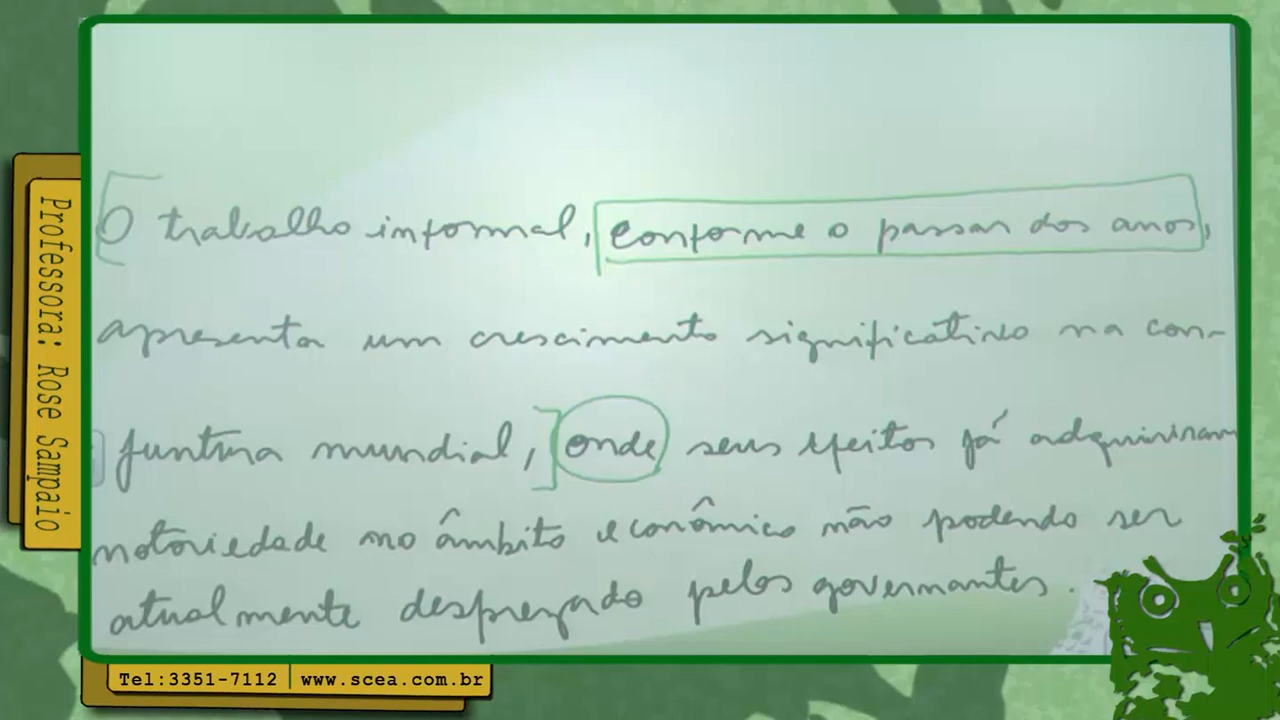 O trabalho informal, conforme o passar dos anos,
apresenta um crescimento significativo na con-
juntura mundial, onde seus efeitos já adquiriram
notoriedade no âmbito econômico não podendo ser
atualmente desprezado pelos governantes.
Professora: Rose Sampaio
Tel:3351-7112 | www.scea.com.br